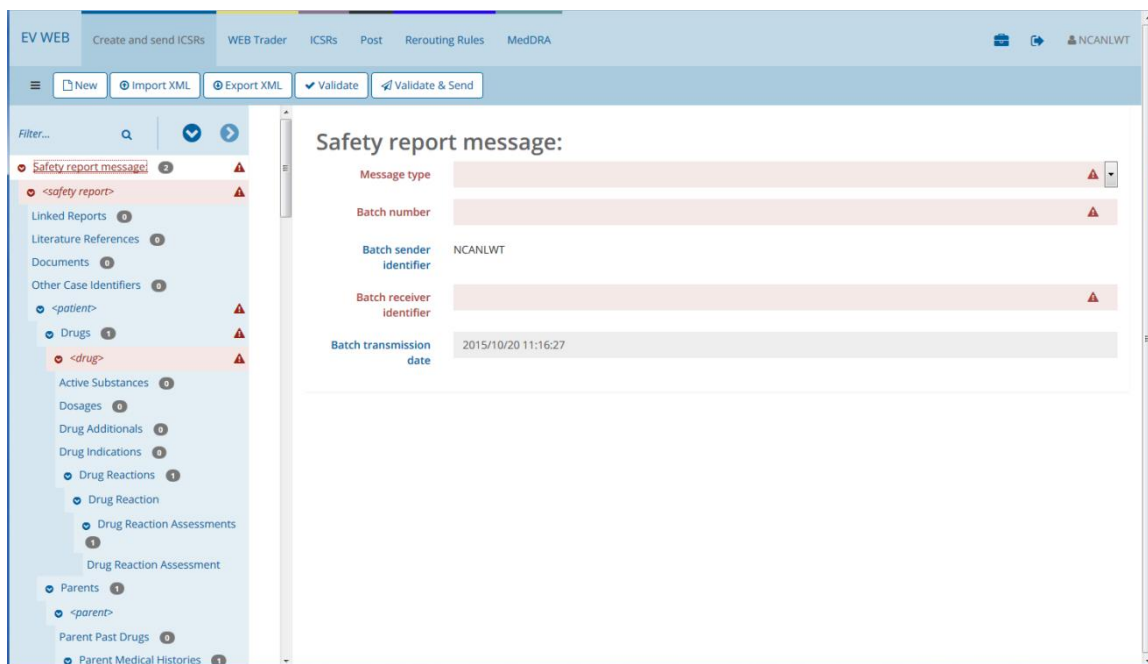 EV WEB Create and send ICSRs WEB Trader ICSRs Post Rerouting Rules MedDRA NCANLWT
New Import XML Export XML Validate Validate & Send
Filter...
Safety report message: 2
<safety report>
Linked Reports 0
Literature References 0
Documents 0
Other Case Identifiers 0
<patient>
Drugs 1
<drug>
Active Substances 0
Dosages 0
Drug Additionals 0
Drug Indications 0
Drug Reactions 1
Drug Reaction
Drug Reaction Assessments
1
Drug Reaction Assessment
Parents 1
<parent>
Parent Past Drugs 0
Parent Medical Histories 1
Safety report message:
Message type
Batch number
Batch sender
identifier
NCANLWT
Batch receiver
identifier
Batch transmission
date
2015/10/20 11:16:27